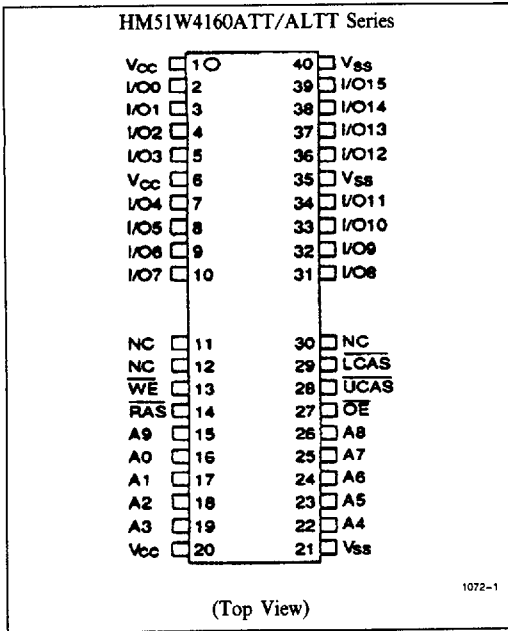 HM51W4160ATT/ALTT Series
VCC 1 40 VSS
I/O0 2 39 I/O15
I/O1 3 38 I/O14
I/O2 4 37 I/O13
I/O3 5 36 I/O12
VCC 6 35 VSS
I/O4 7 34 I/O11
I/O5 8 33 I/O10
I/O6 9 32 I/O9
I/O7 10 31 I/O8
NC 11 30 NC
NC 12 29 LCAS
WE 13 28 UCAS
RAS 14 27 OE
A9 15 26 A8
A0 16 25 A7
A1 17 24 A6
A2 18 23 A5
A3 19 22 A4
VCC 20 21 VSS
1072-1
(Top View)